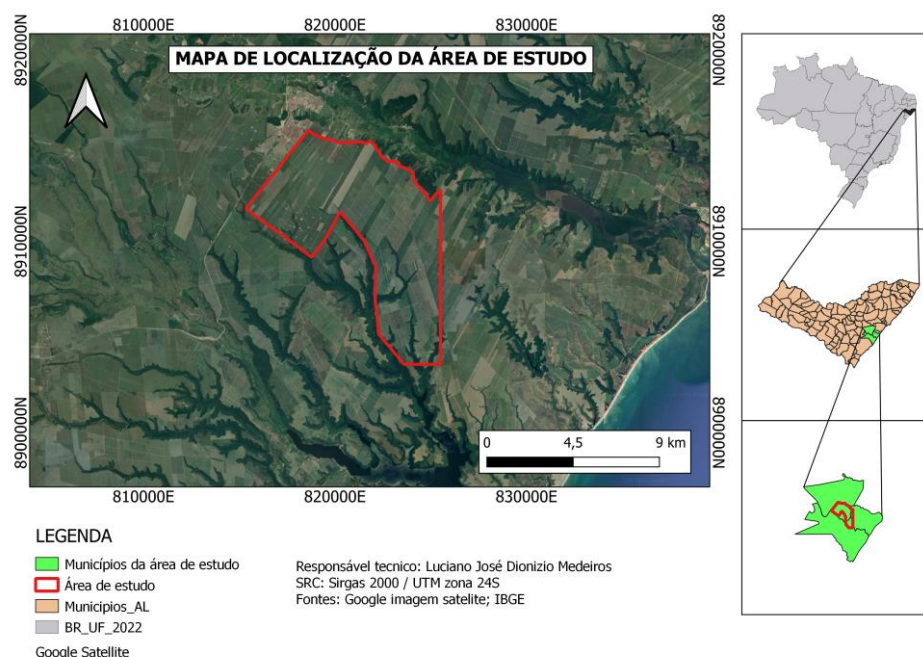 810000E 820000E 830000E
MAPA DE LOCALIZAÇÃO DA ÁREA DE ESTUDO
8920000N
8920000N
8910000N
8910000N
8900000N
8900000N
0 4,5 9 km
810000E 820000E 830000E
LEGENDA
Municípios da área de estudo
Área de estudo
Municipios_AL
BR_UF_2022
Google Satellite
Responsável tecnico: Luciano José Dionizio Medeiros
SRC: Sirgas 2000 / UTM zona 24S
Fontes: Google imagem satelite; IBGE